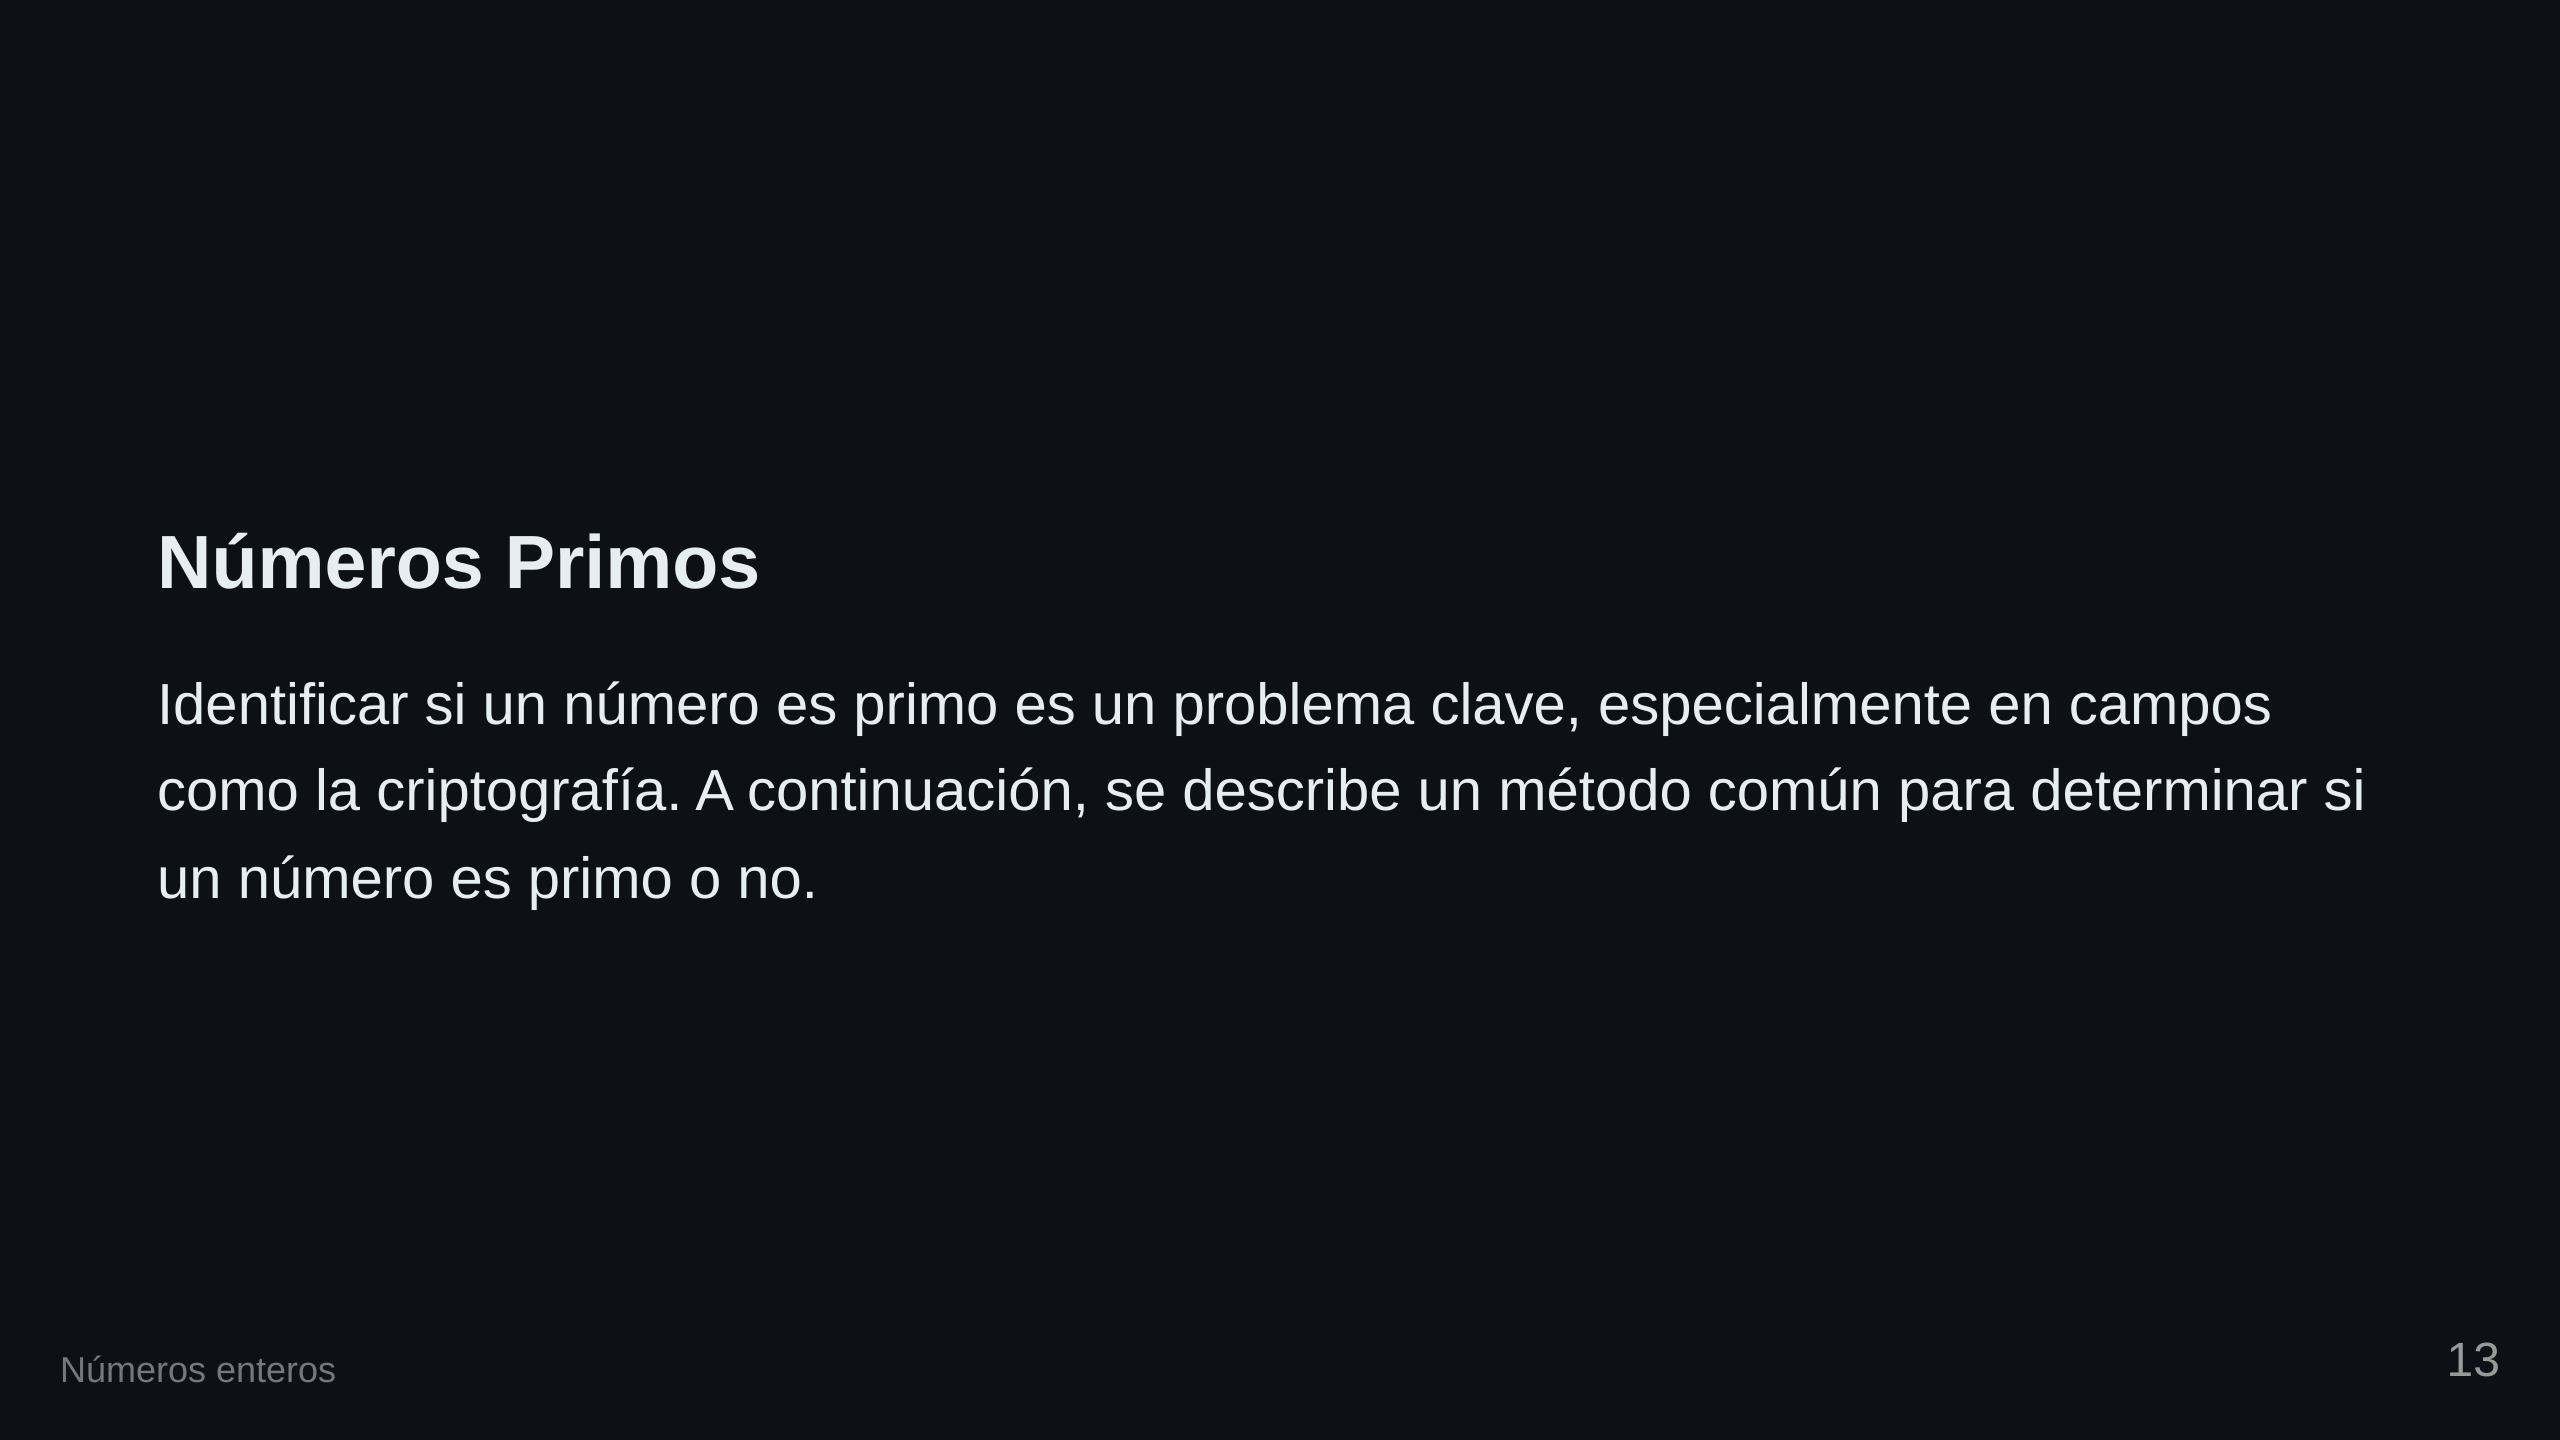 Números Primos
Identificar si un número es primo es un problema clave, especialmente en campos
como la criptografía. A continuación, se describe un método común para determinar si
un número es primo o no.
Números enteros
13